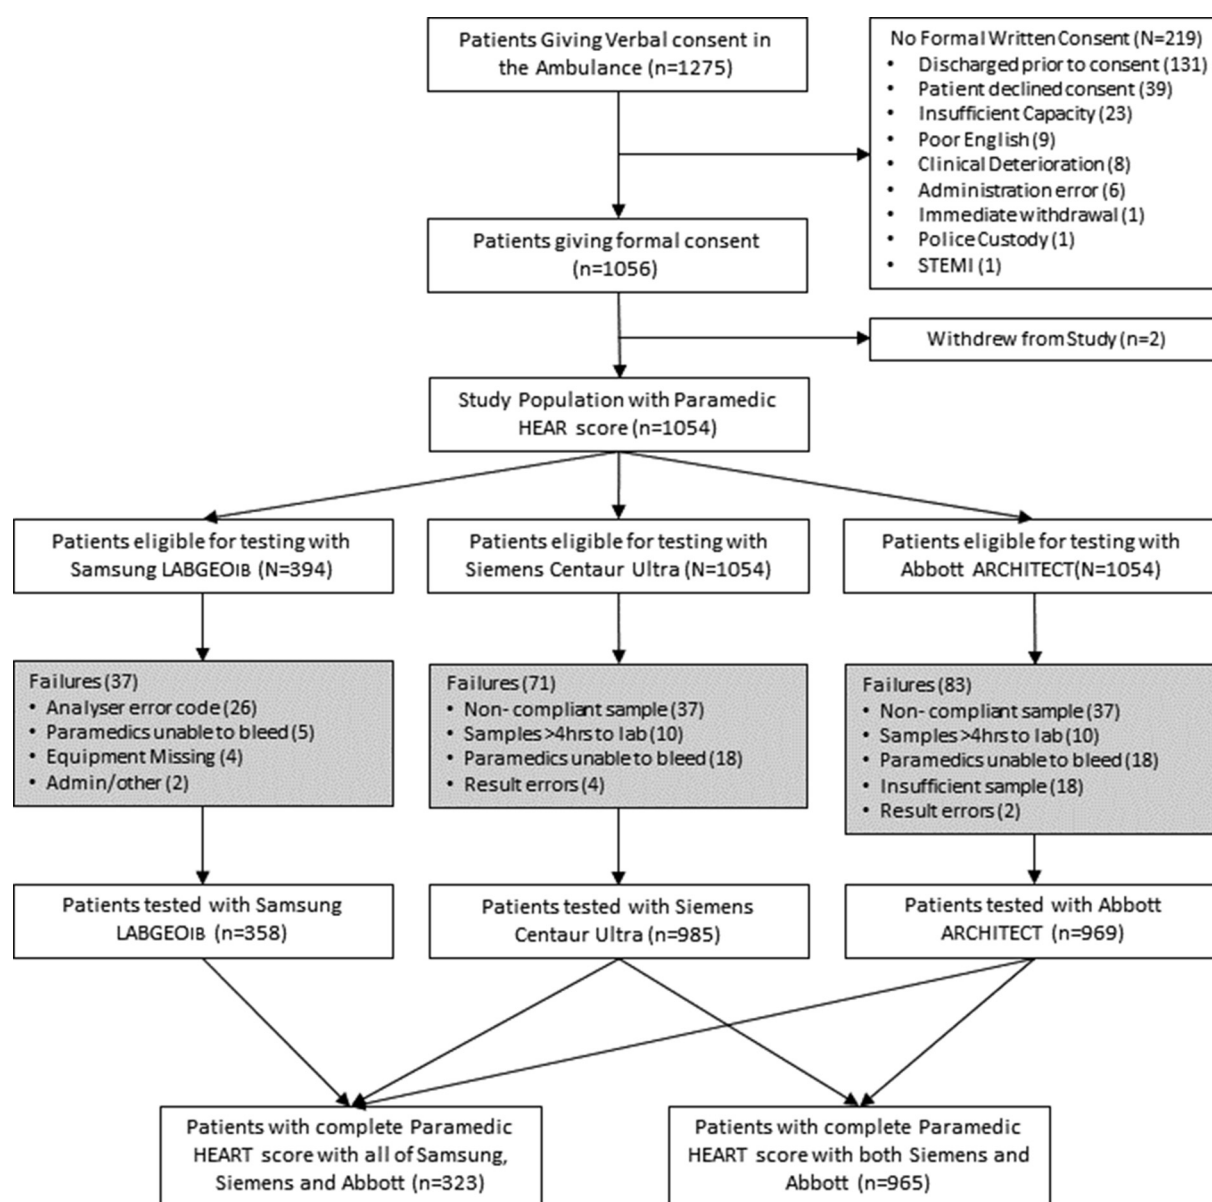 Patients Giving Verbal consent in
the Ambulance (n=1275)
No Formal Written Consent (N=219)
• Discharged prior to consent (131)
• Patient declined consent (39)
• Insufficient Capacity (23)
• Poor English (9)
• Clinical Deterioration (8)
• Administration error (6)
• Immediate withdrawal (1)
• Police Custody (1)
• STEMI (1)
Patients giving formal consent
(n=1056)
Withdrew from Study (n=2)
Study Population with Paramedic
HEAR score (n=1054)
Patients eligible for testing with
Samsung LABGEOIB (N=394)
Patients eligible for testing with
Siemens Centaur Ultra (N=1054)
Patients eligible for testing with
Abbott ARCHITECT(N=1054)
Failures (37)
• Analyser error code (26)
• Paramedics unable to bleed (5)
• Equipment Missing (4)
• Admin/other (2)
Failures (71)
• Non- compliant sample (37)
• Samples >4hrs to lab (10)
• Paramedics unable to bleed (18)
• Result errors (4)
Failures (83)
• Non- compliant sample (37)
• Samples >4hrs to lab (10)
• Paramedics unable to bleed (18)
• Insufficient sample (18)
• Result errors (2)
Patients tested with Samsung
LABGEOIB (n=358)
Patients tested with Siemens
Centaur Ultra (n=985)
Patients tested with Abbott
ARCHITECT (n=969)
Patients with complete Paramedic
HEART score with all of Samsung,
Siemens and Abbott (n=323)
Patients with complete Paramedic
HEART score with both Siemens and
Abbott (n=965)